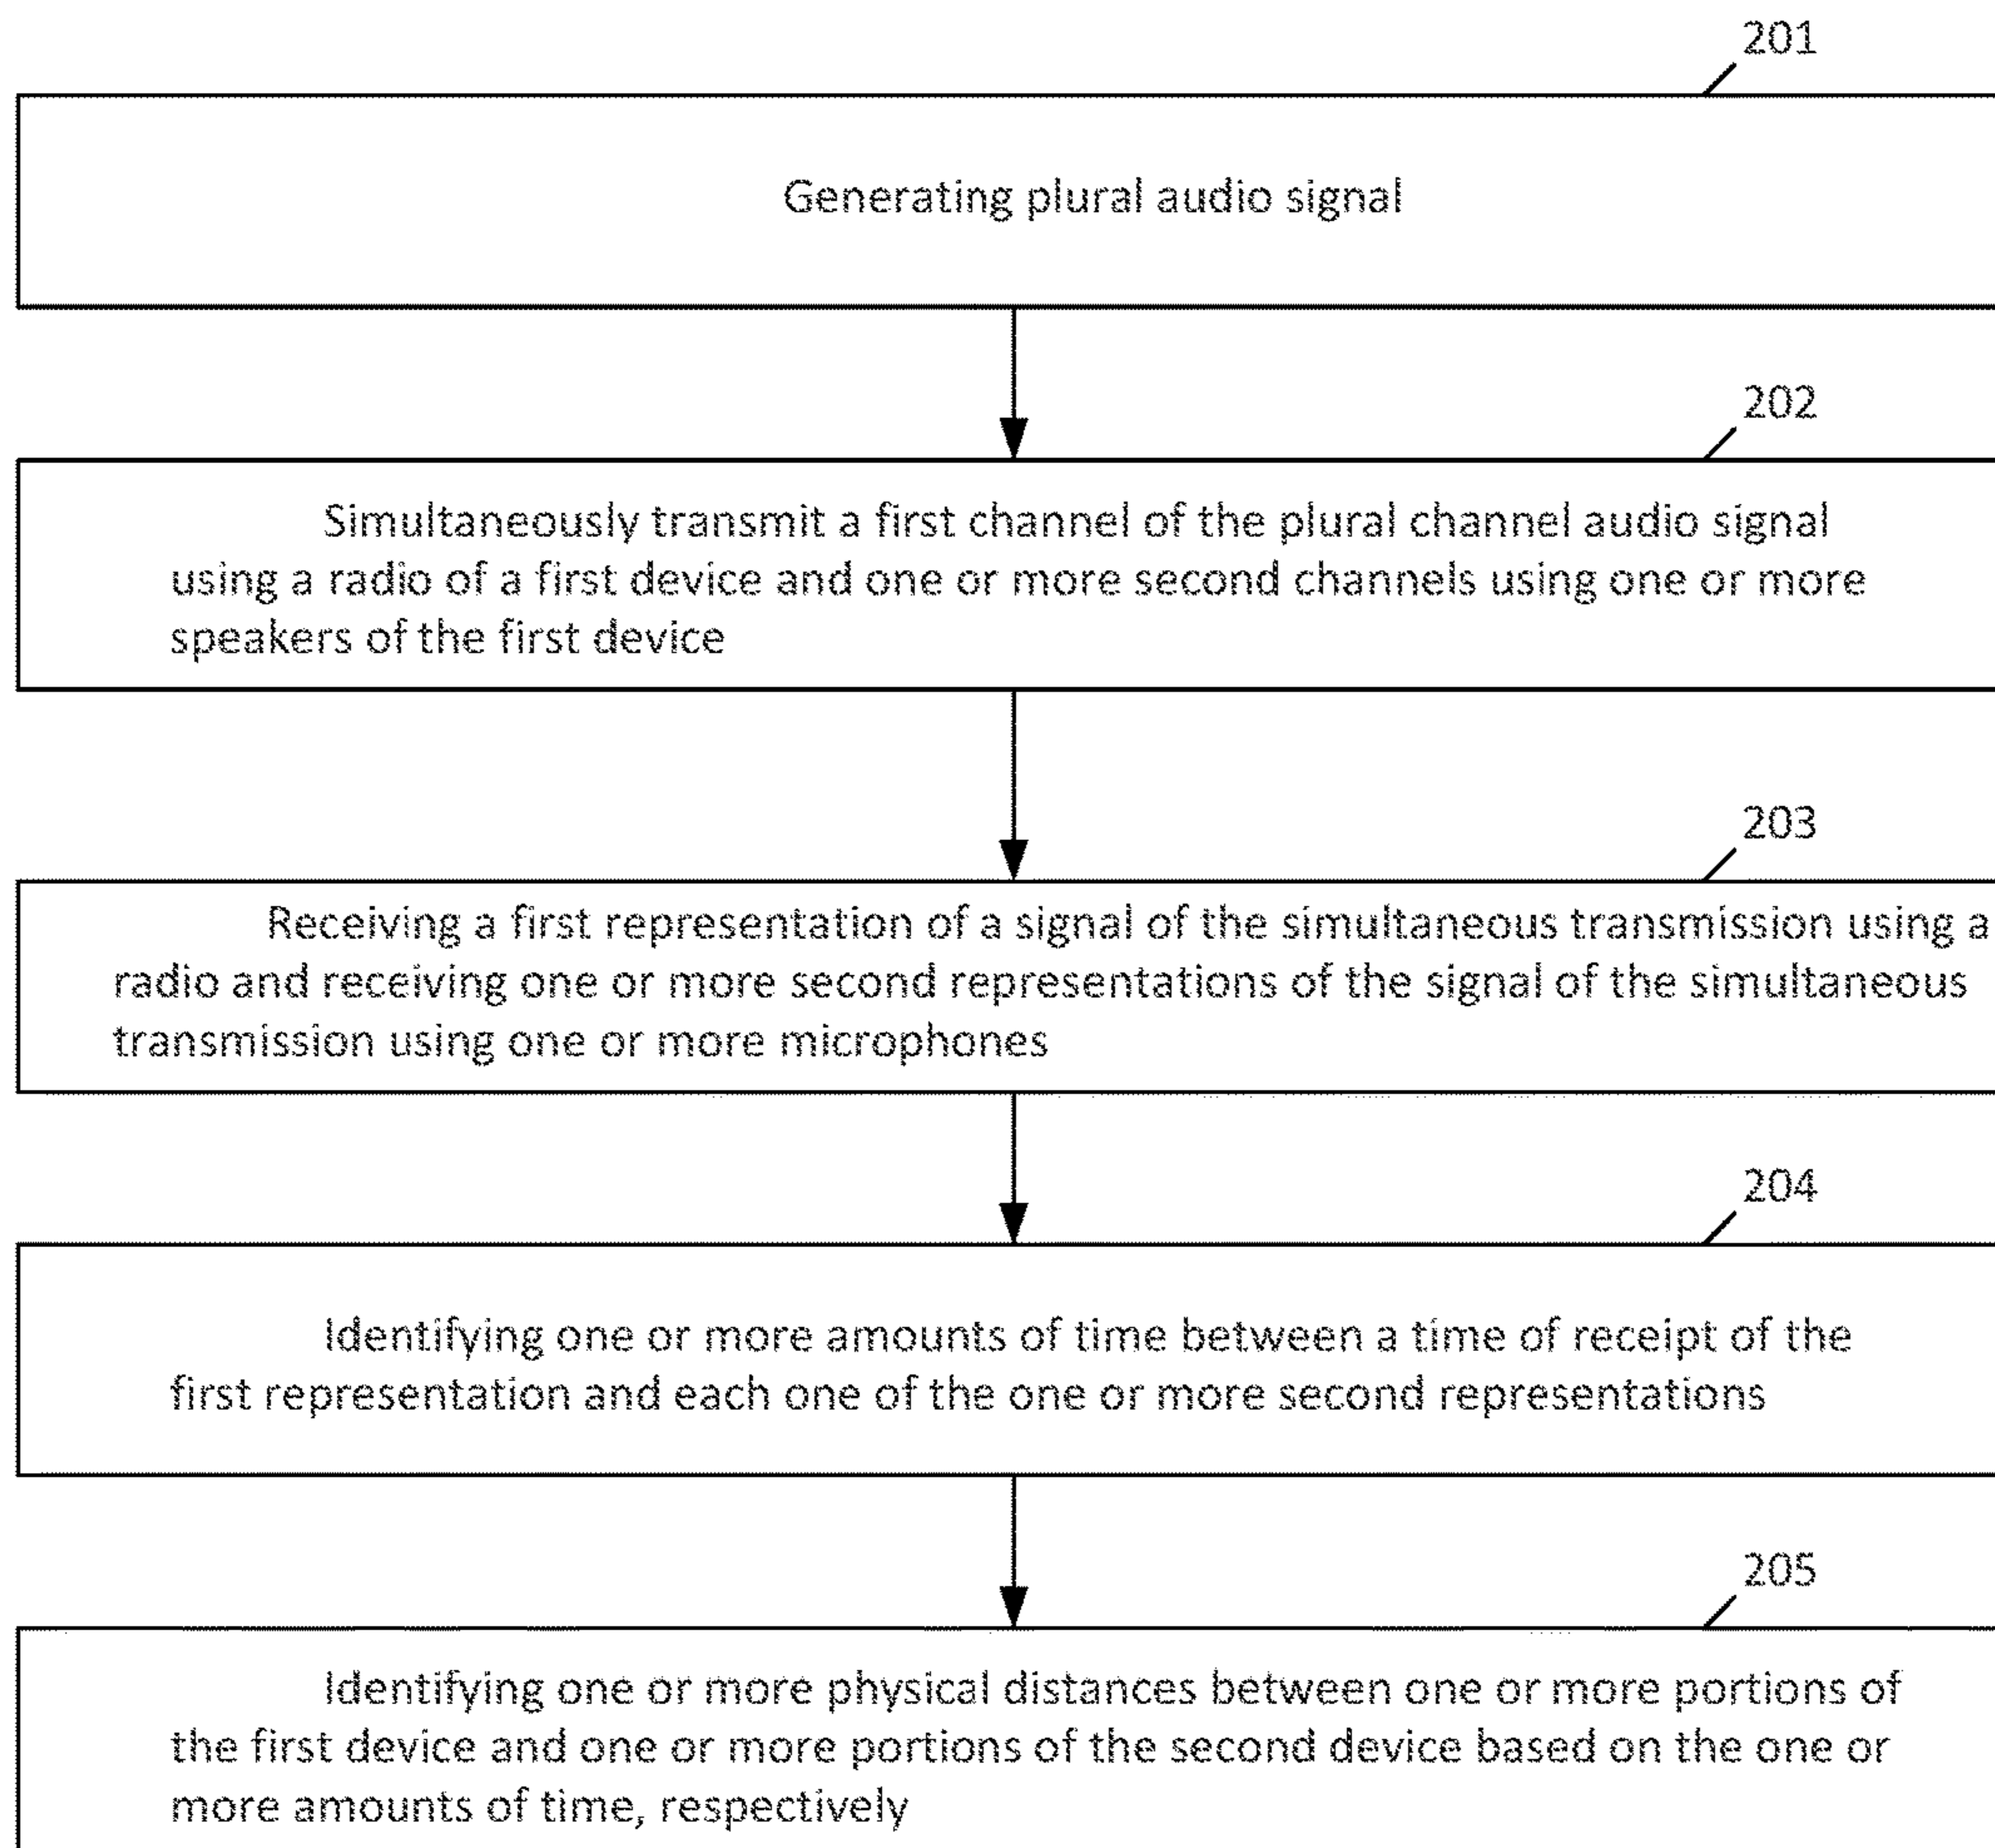 201
Generating plural audio signal
202
Simultaneously transmit a first channel of the plural channel audio signal
using a radio of a first device and one or more second channels using one or more
speakers of the first device
203
Receiving a first representation of a signal of the simultaneous transmission using a
radio and receiving one or more second representations of the signal of the simultaneous
transmission using one or more microphones
204
Identifying one or more amounts of time between a time of receipt of the
first representation and each one of the one or more second representations
205
Identifying one or more physical distances between one or more portions of
the first device and one or more portions of the second device based on the one or
more amounts of time, respectively